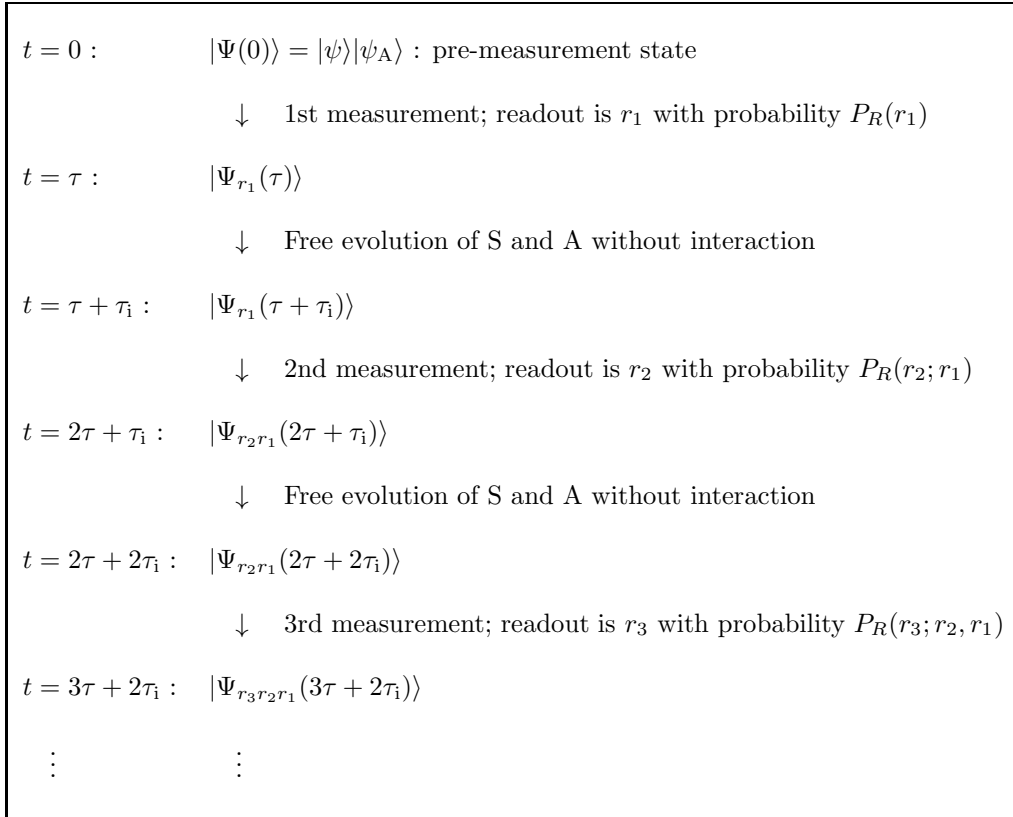 t = 0 : |Ψ(0)⟩ = |ψ⟩|ψ_A⟩ : pre-measurement state
↓ 1st measurement; readout is r_1 with probability P_R(r_1)
t = τ : |Ψ_{r_1}(τ)⟩
↓ Free evolution of S and A without interaction
t = τ + τ_i : |Ψ_{r_1}(τ + τ_i)⟩
↓ 2nd measurement; readout is r_2 with probability P_R(r_2; r_1)
t = 2τ + τ_i : |Ψ_{r_2r_1}(2τ + τ_i)⟩
↓ Free evolution of S and A without interaction
t = 2τ + 2τ_i : |Ψ_{r_2r_1}(2τ + 2τ_i)⟩
↓ 3rd measurement; readout is r_3 with probability P_R(r_3; r_2, r_1)
t = 3τ + 2τ_i : |Ψ_{r_3r_2r_1}(3τ + 2τ_i)⟩
⋮ ⋮